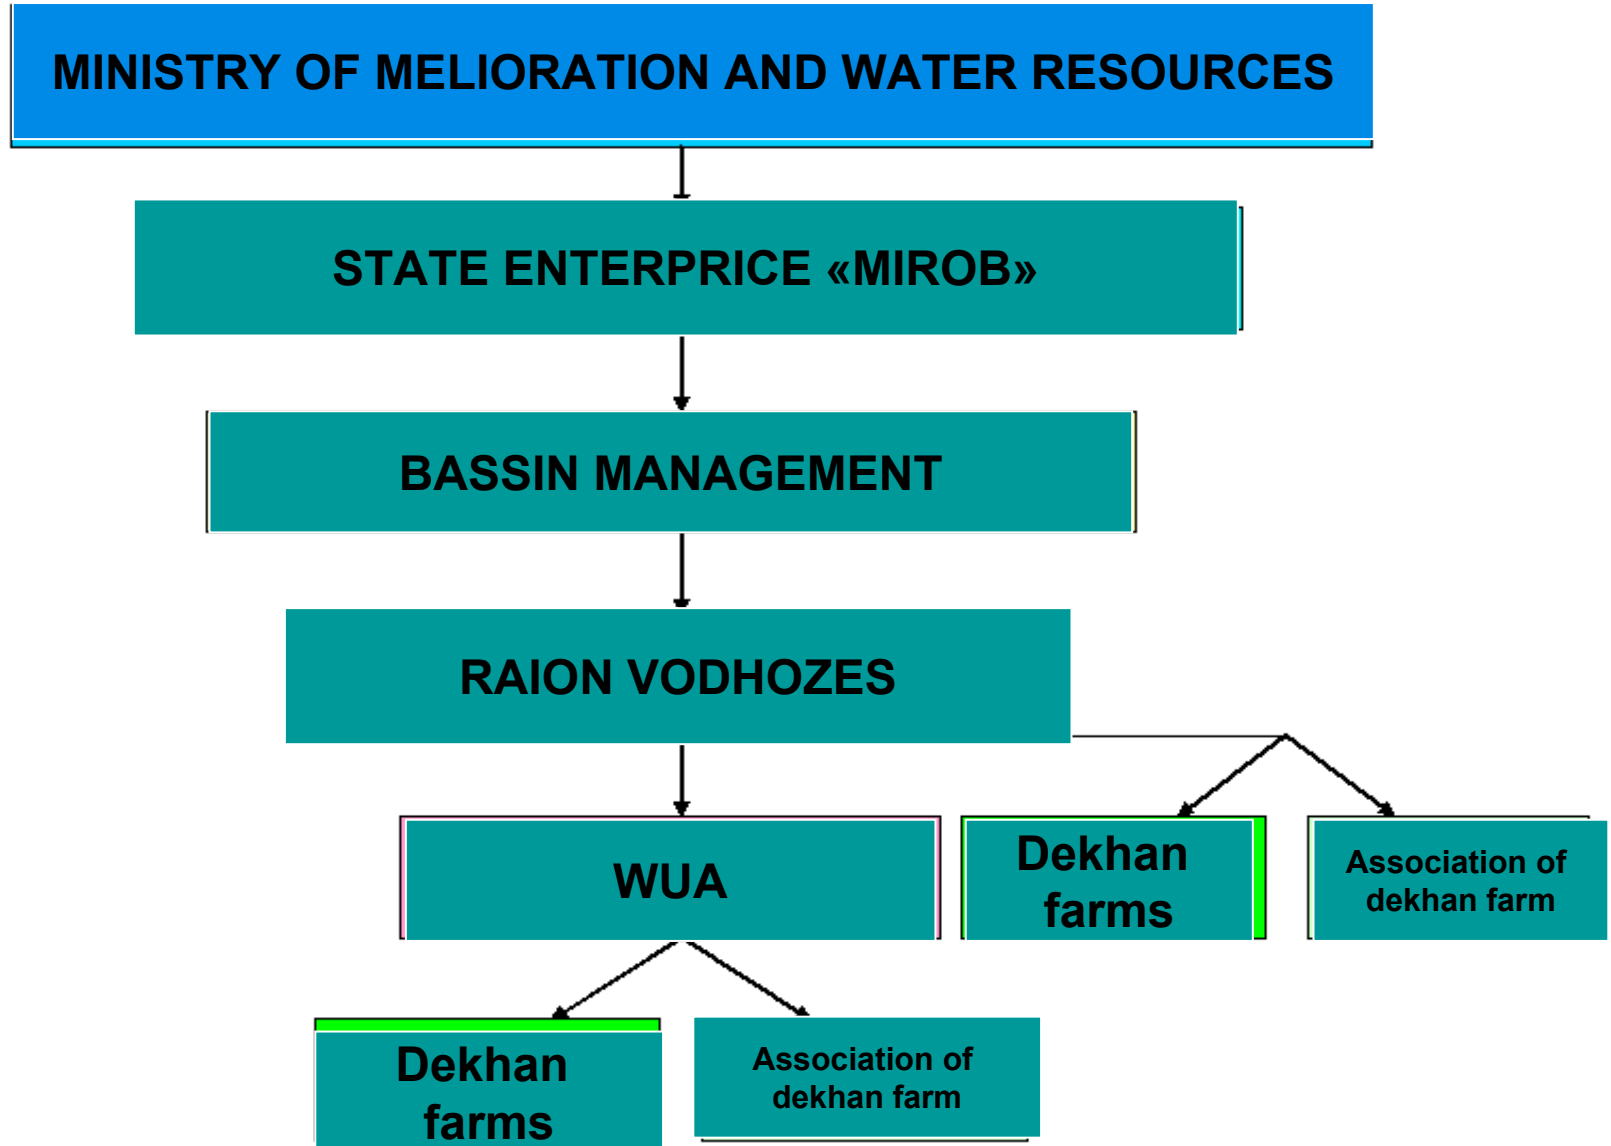 MINISTRY OF MELIORATION AND WATER RESOURCES
STATE ENTERPRICE «MIROB»
BASSIN MANAGEMENT
RAION VODHOZES
WUA
Dekhan
farms
Association of
dekhan farm
Dekhan
farms
Association of
dekhan farm